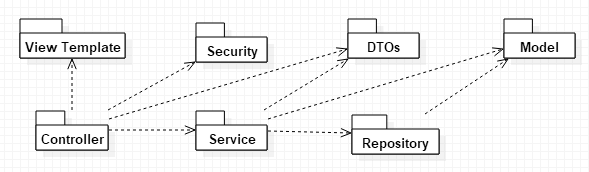 View Template
Security
DTOs
Model
Controller
Service
Repository